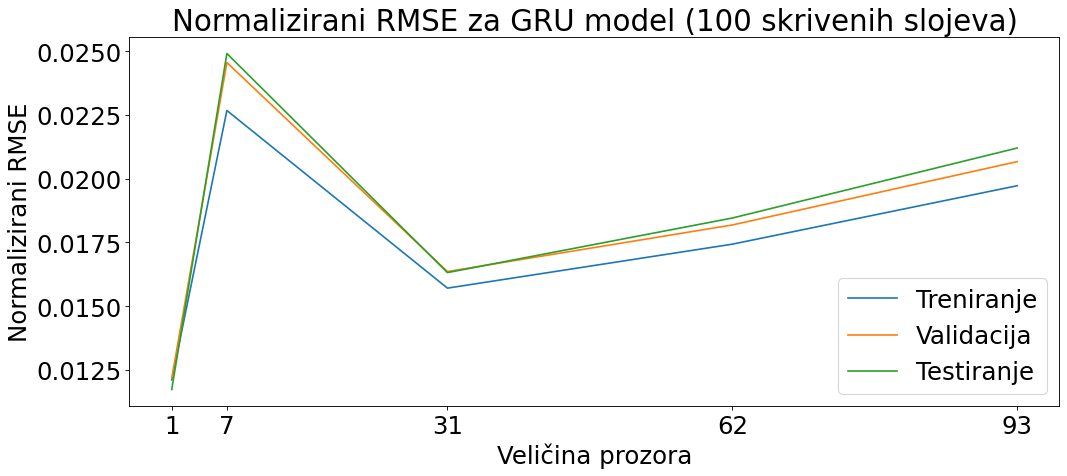 Normalizirani RMSE za GRU model (100 skrivenih slojeva)
Normalizirani RMSE
0.0250
0.0225
0.0200
0.0175
0.0150
0.0125
Treniranje
Validacija
Testiranje
1 7 31 62 93
Veličina prozora